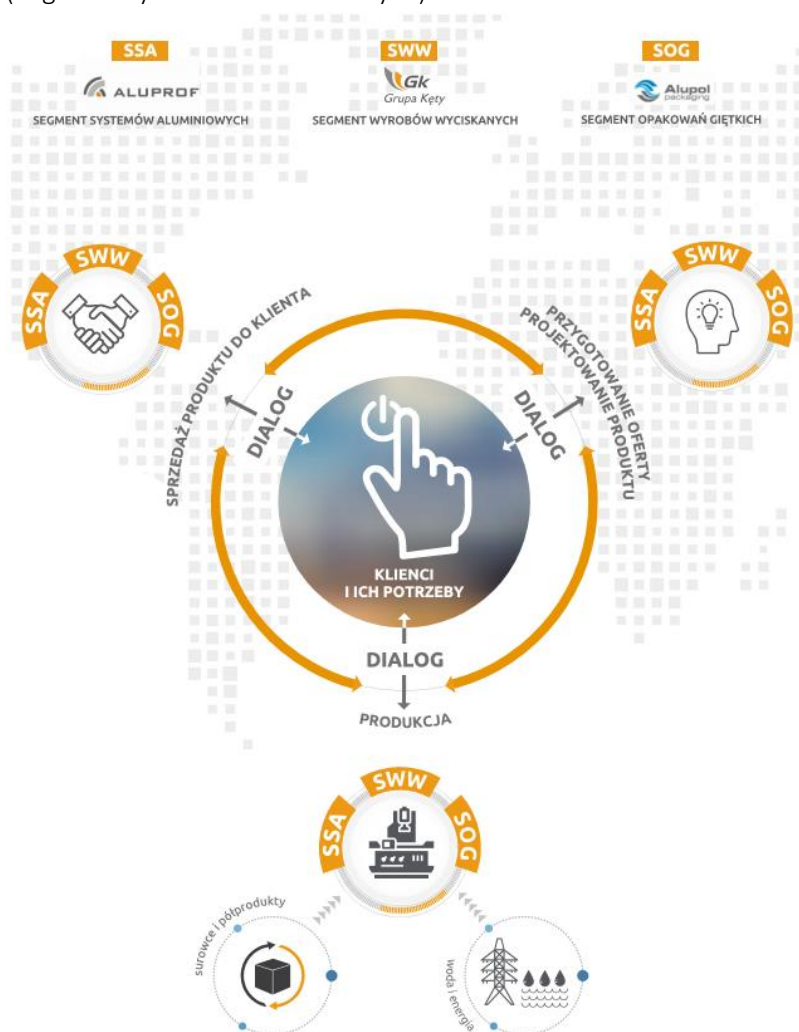 SSA
SWW
SOG
ALUPROF
Gk
Grupa Kęty
Alupol
packaging
SEGMENT SYSTEMÓW ALUMINIOWYCH
SEGMENT WYROBÓW WYCISKANYCH
SEGMENT OPAKOWAŃ GIĘTKICH
SSA
SWW
SOG
SSA
SWW
SOG
SPRZEDAŻ PRODUKTU DO KLIENTA
DIALOG
DIALOG
PRZYGOTOWANIE OFERTY
PROJEKTOWANIE PRODUKTU
KLIENCI
I ICH POTRZEBY
DIALOG
PRODUKCJA
SSA
SWW
SOG
surowce i półprodukty
woda i energia